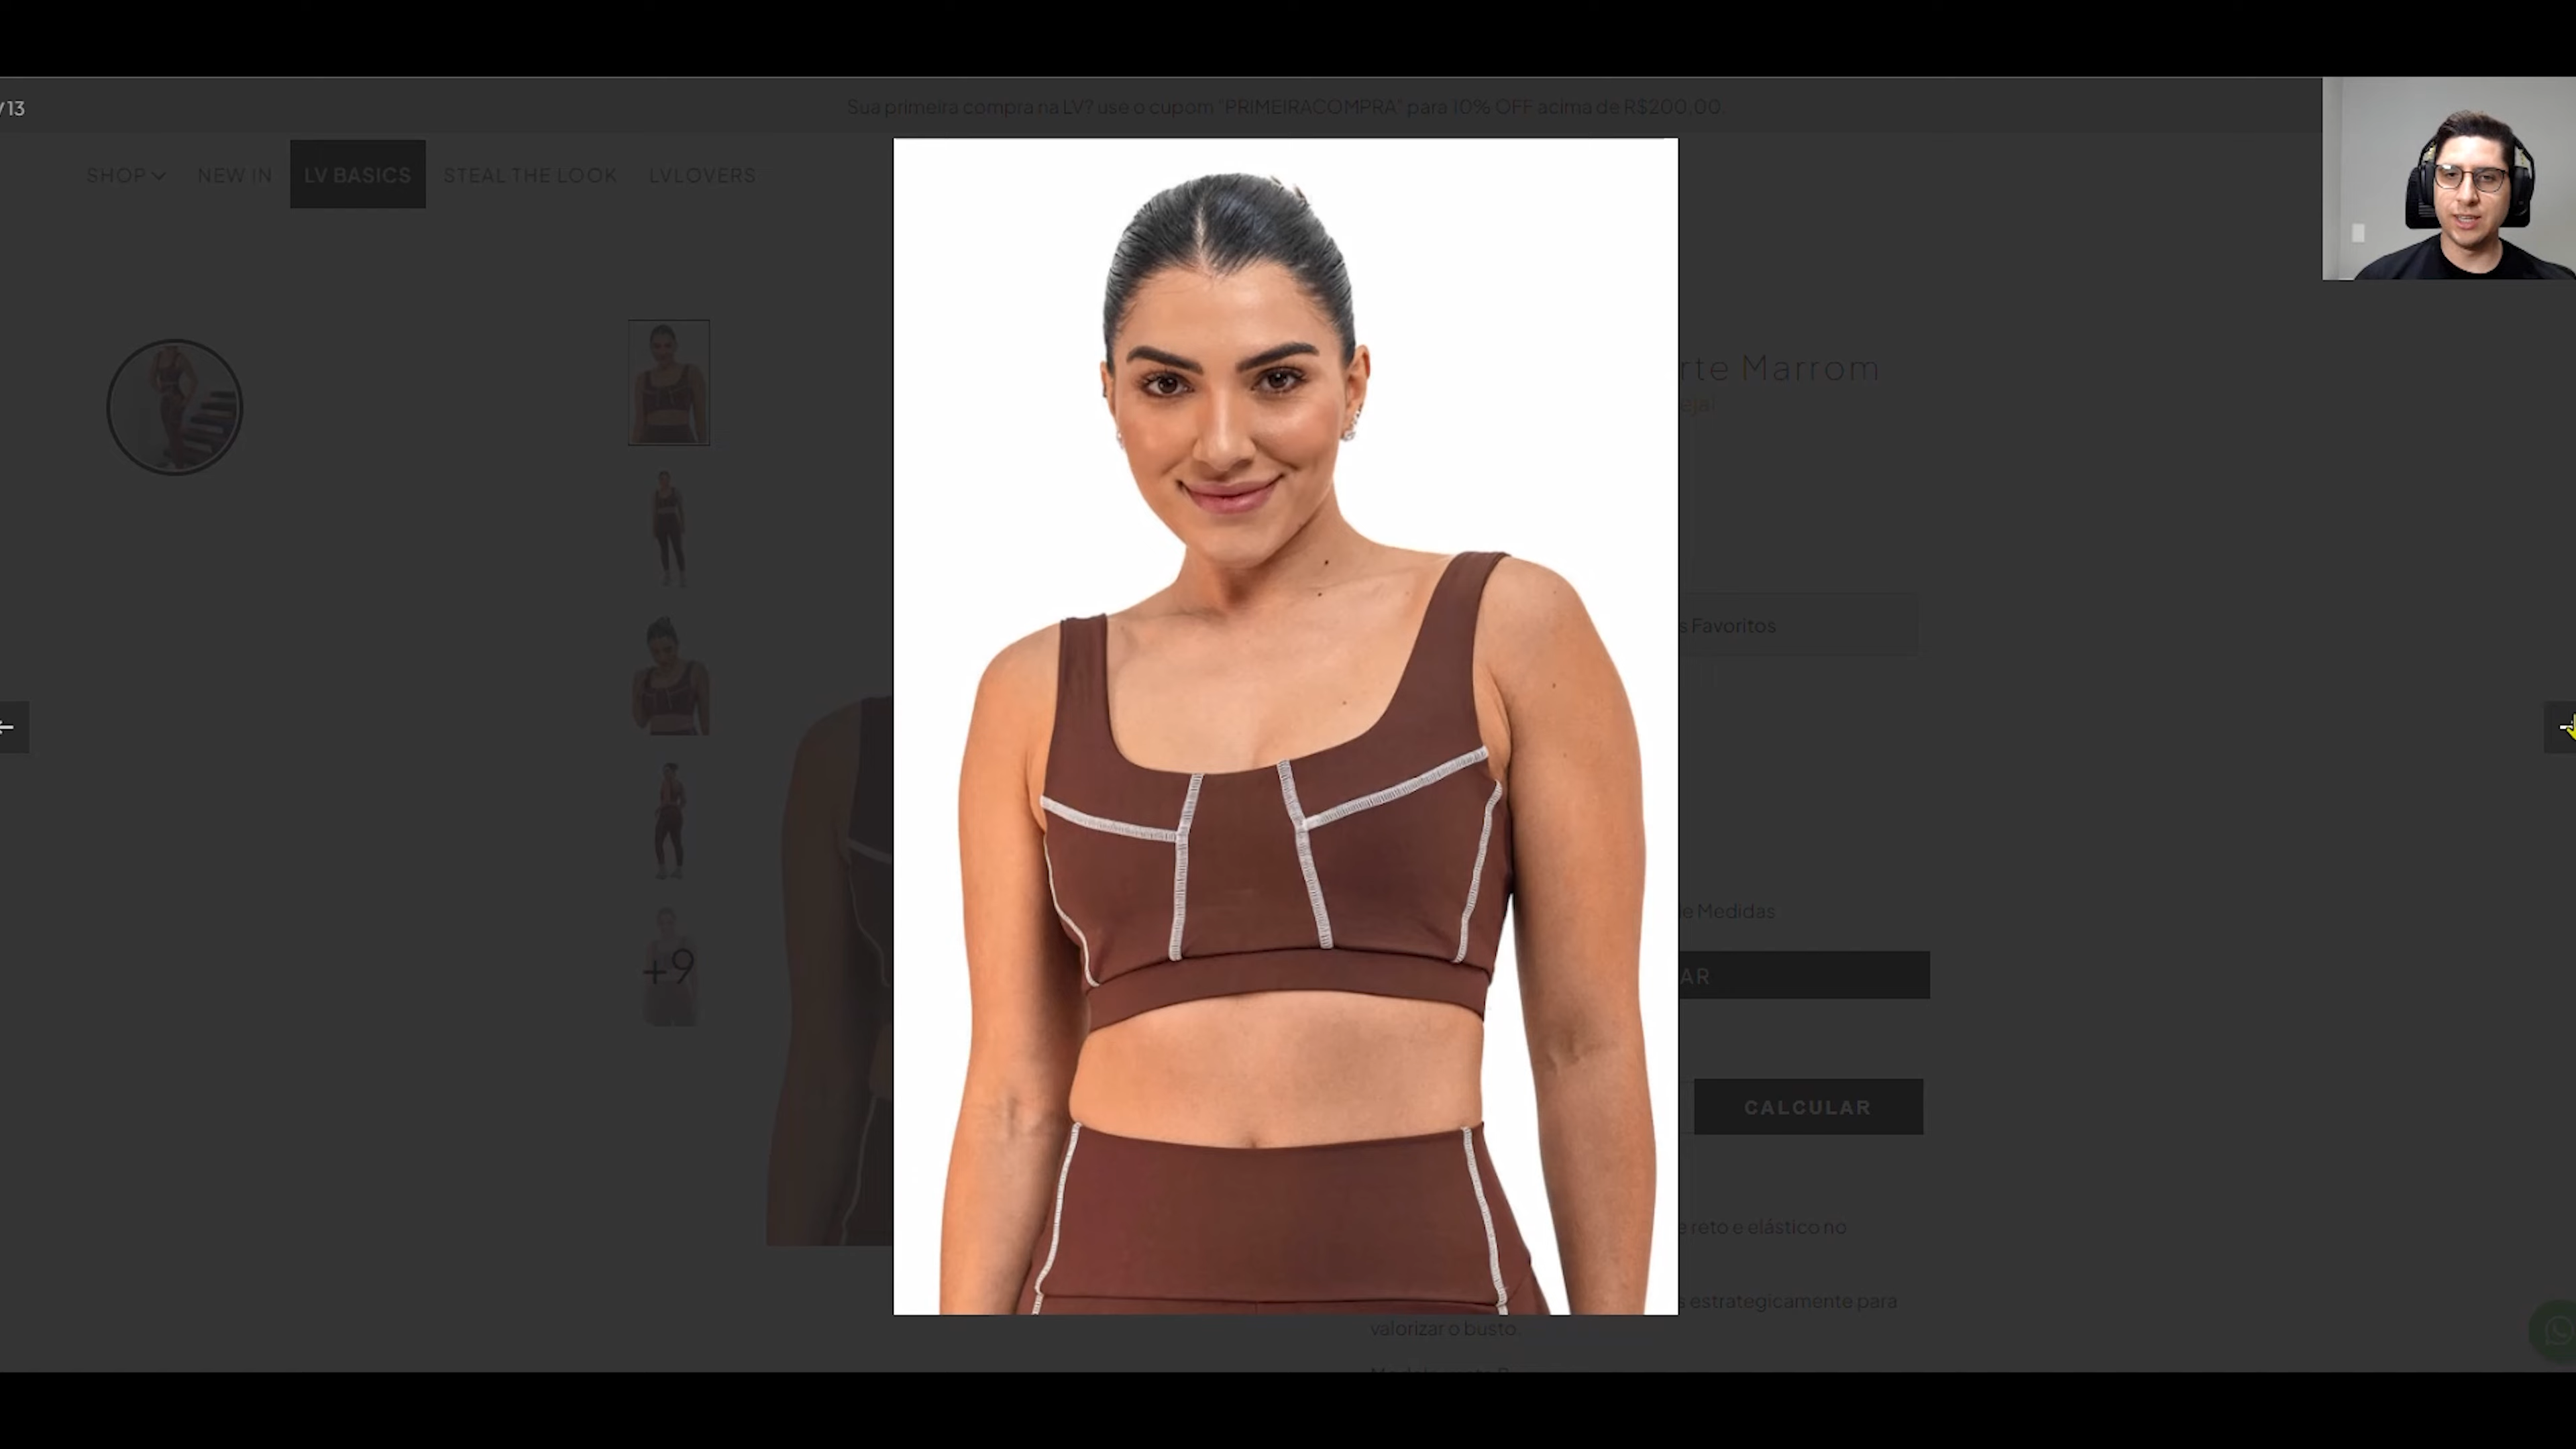 / 13
Sua primeira compra na LV? use o cupom "PRIMEIRACOMPRA" para 10% OFF acima de R$200,00.
SHOP
NEW IN
LV BASICS
STEAL THE LOOK
LVLOVERS
rte Marrom
eja!
s Favoritos
+9
de Medidas
AR
CALCULAR
e reto e elástico no
s estrategicamente para
valorizar o busto.